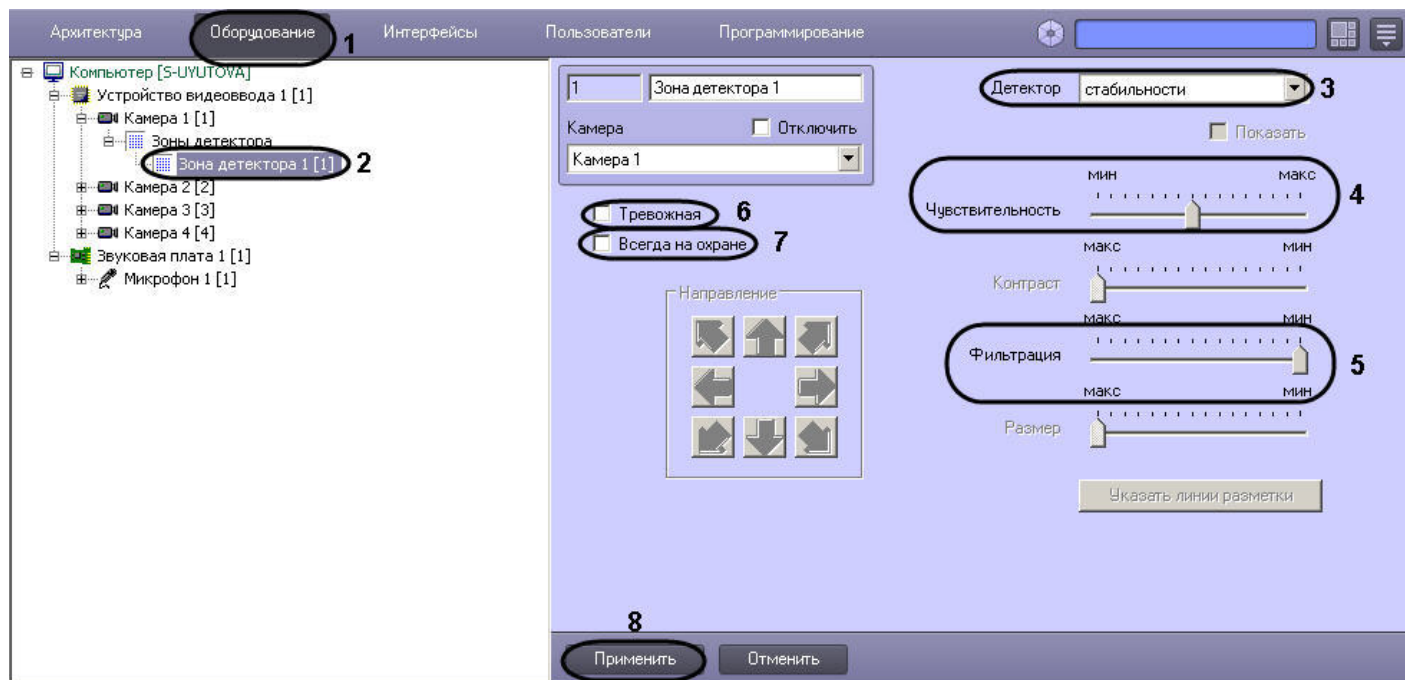 Архитектура Оборудование 1 Интерфейсы Пользователи Программирование
Компьютер [S-UYUTOVA]
Устройство видеоввода 1 [1]
Камера 1 [1]
Зоны детектора
Зона детектора 1 [1] 2
Камера 2 [2]
Камера 3 [3]
Камера 4 [4]
Звуковая плата 1 [1]
Микрофон 1 [1]
1 Зона детектора 1
Камера Отключить
Камера 1
Тревожная 6
Всегда на охране 7
Направление
Детектор стабильности 3
Показать
мин макс
Чувствительность 4
макс мин
Контраст
макс мин
Фильтрация 5
макс мин
Размер
Указать линии разметки
8
Применить Отменить